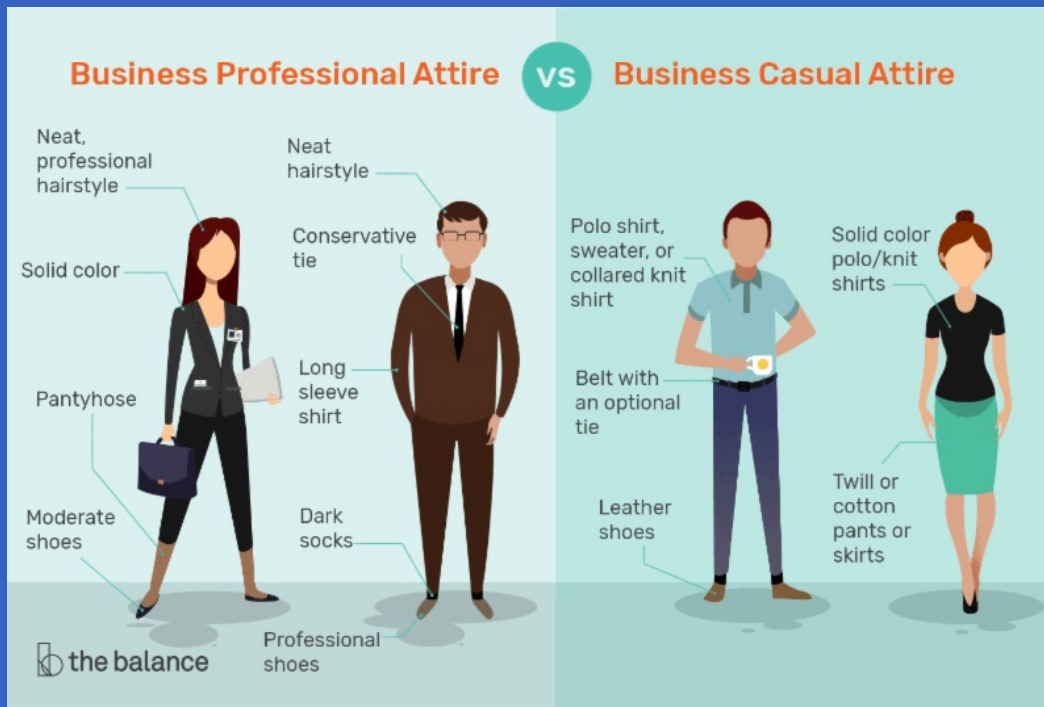 Business Professional Attire
VS
Business Casual Attire
Neat,
professional
hairstyle
Solid color
Pantyhose
Moderate
shoes
Neat
hairstyle
Conservative
tie
Long
sleeve
shirt
Dark
socks
Professional
shoes
Polo shirt,
sweater, or
collared knit
shirt
Belt with
an optional
tie
Leather
shoes
Solid color
polo/knit
shirts
Twill or
cotton
pants or
skirts
b the balance